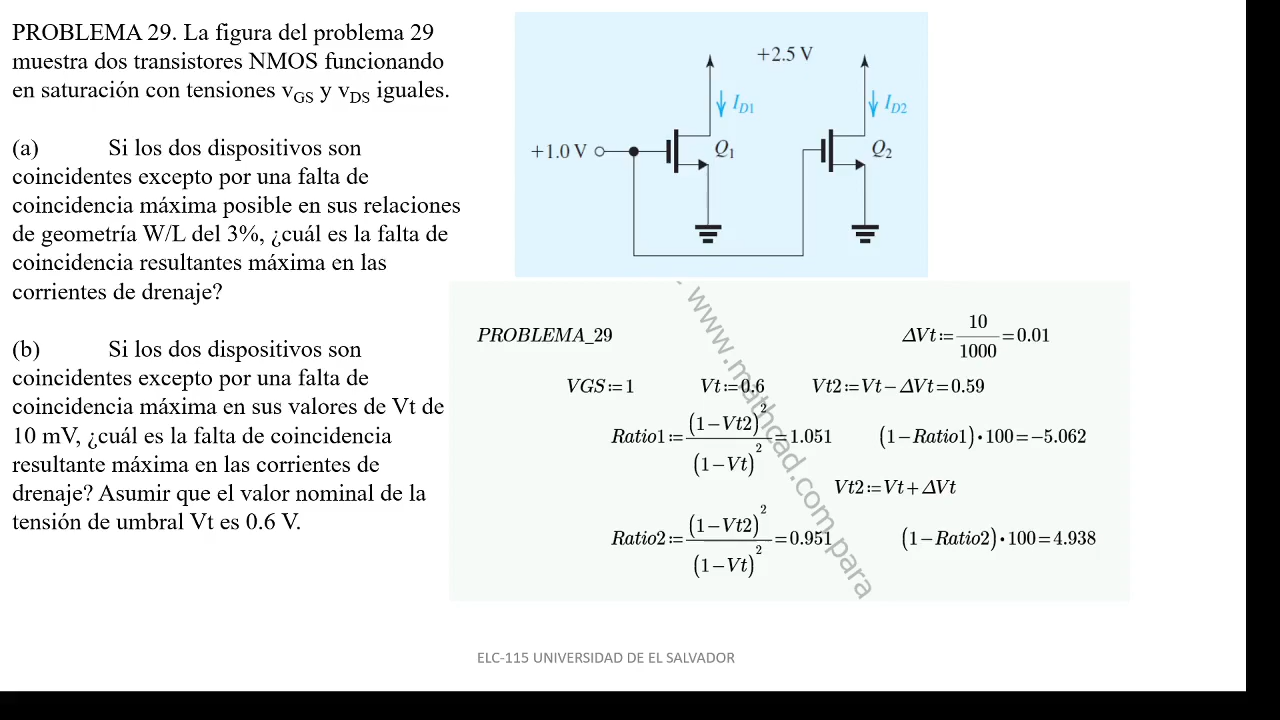 PROBLEMA 29. La figura del problema 29
muestra dos transistores NMOS funcionando
en saturación con tensiones vGS y vDS iguales.
(a) Si los dos dispositivos son
coincidentes excepto por una falta de
coincidencia máxima posible en sus relaciones
de geometría W/L del 3%, ¿cuál es la falta de
coincidencia resultantes máxima en las
corrientes de drenaje?
(b) Si los dos dispositivos son
coincidentes excepto por una falta de
coincidencia máxima en sus valores de Vt de
10 mV, ¿cuál es la falta de coincidencia
resultante máxima en las corrientes de
drenaje? Asumir que el valor nominal de la
tensión de umbral Vt es 0.6 V.
+2.5 V
ID1
ID2
+1.0 V
Q1
Q2
PROBLEMA_29
ΔVt:=10/1000=0.01
VGS:=1
Vt:=0.6
Vt2:=Vt−ΔVt=0.59
Ratio1:=(1−Vt2)²/(1−Vt)²=1.051
(1−Ratio1)•100=−5.062
Vt2:=Vt+ΔVt
Ratio2:=(1−Vt2)²/(1−Vt)²=0.951
(1−Ratio2)•100=4.938
www.mathcad.com para
ELC-115 UNIVERSIDAD DE EL SALVADOR